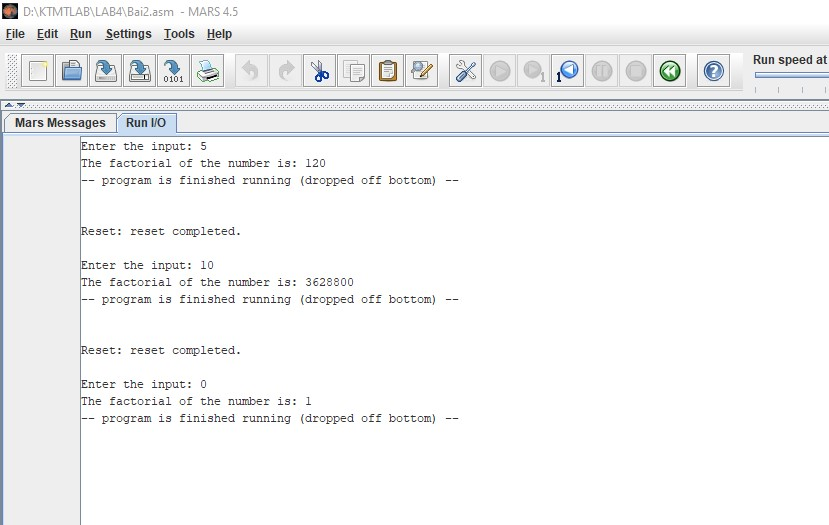 D:\KTMTLAB\LAB4\Bai2.asm - MARS 4.5
File Edit Run Settings Tools Help
Run speed at
0101
1
1
Mars Messages Run I/O
Enter the input: 5
The factorial of the number is: 120
-- program is finished running (dropped off bottom) --
Reset: reset completed.
Enter the input: 10
The factorial of the number is: 3628800
-- program is finished running (dropped off bottom) --
Reset: reset completed.
Enter the input: 0
The factorial of the number is: 1
-- program is finished running (dropped off bottom) --